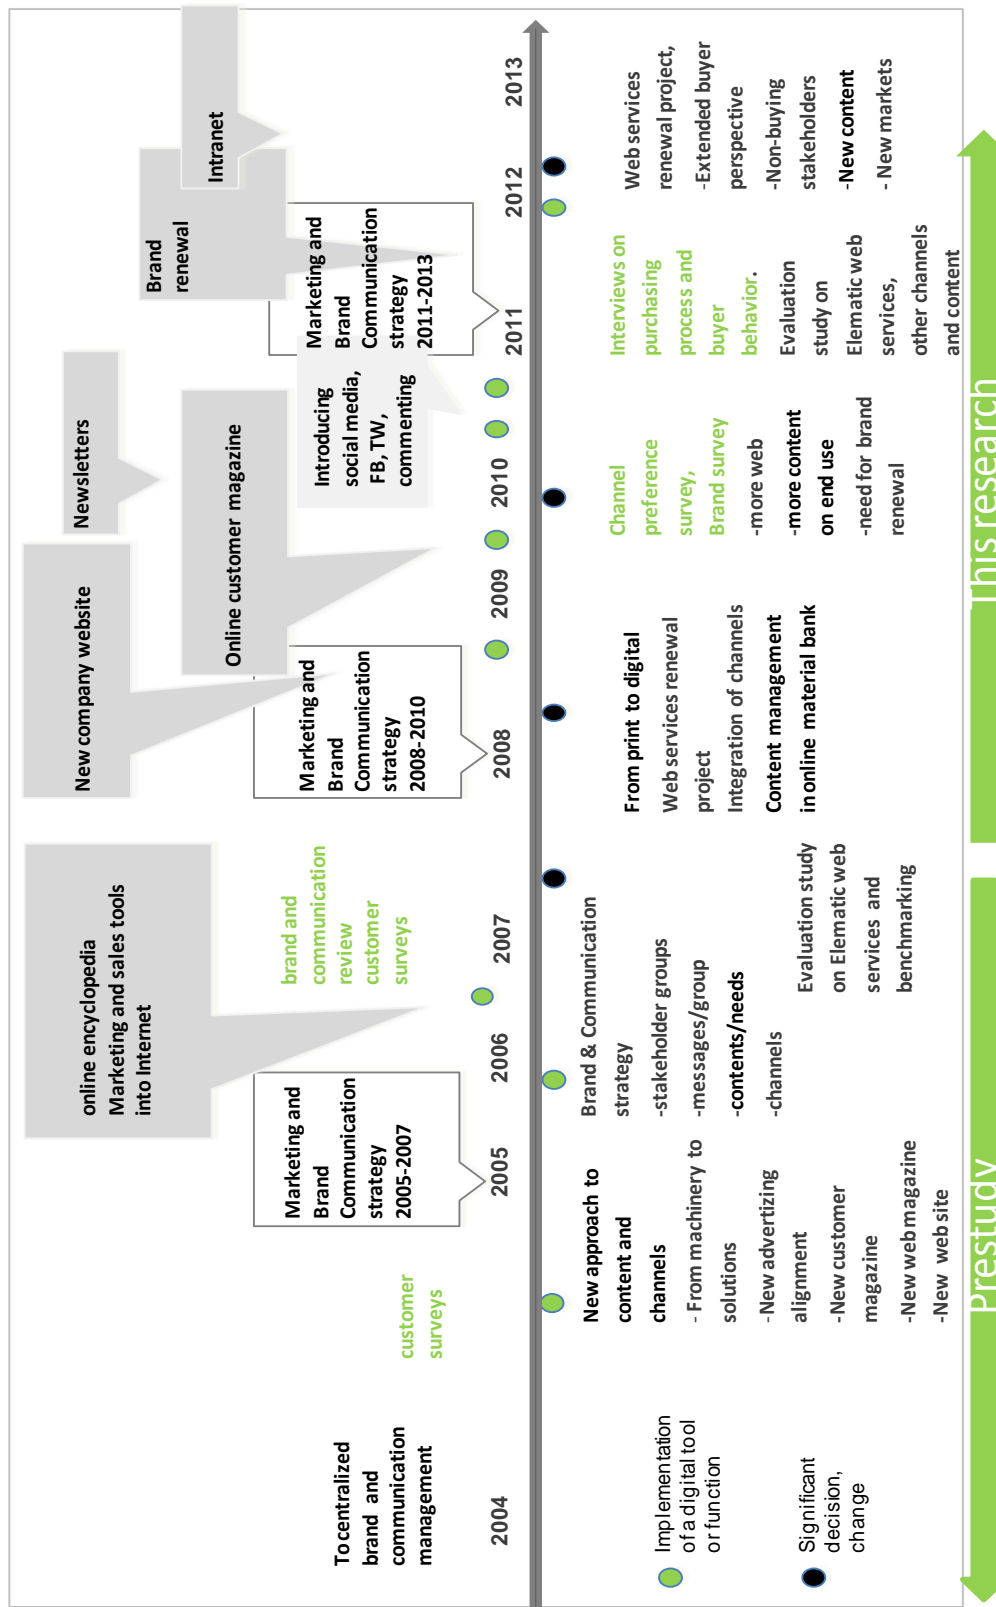 To centralized
brand and
communication
management
customer
surveys
online encyclopedia
Marketing and sales tools
into Internet
Marketing and
Brand
Communication
strategy
2005-2007
brand and
communication
review
customer
surveys
New company website
Marketing and
Brand
Communication
strategy
2008-2010
Newsletters
Online customer magazine
Introducing
social media,
FB, TW,
commenting
Brand
renewal
Intranet
Marketing and
Brand
Communication
strategy
2011-2013
2004
2005
2006
2007
2008
2009
2010
2011
2012
2013
Implementation
of a digital tool
or function
Significant
decision,
change
New approach to
content and
channels
- From machinery to
solutions
-New advertizing
alignment
-New customer
magazine
-New web magazine
-New web site
Brand & Communication
strategy
-stakeholder groups
-messages/group
-contents/needs
-channels
Evaluation study
on Elematic web
services and
benchmarking
From print to digital
Web services renewal
project
Integration of channels
Content management
in online material bank
Channel
preference
survey,
Brand survey
-more web
-more content
on end use
-need for brand
renewal
Interviews on
purchasing
process and
buyer
behavior.
Evaluation
study on
Elematic web
services,
other channels
and content
Web services
renewal project,
-Extended buyer
perspective
-Non-buying
stakeholders
-New content
- New markets
Prestudy
This research